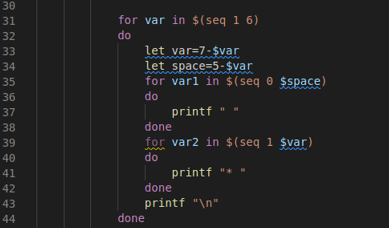 30
31 for var in $(seq 1 6)
32 do
33 let var=7-$var
34 let space=5-$var
35 for var1 in $(seq 0 $space)
36 do
37 printf " "
38 done
39 for var2 in $(seq 1 $var)
40 do
41 printf "* "
42 done
43 printf "\n"
44 done